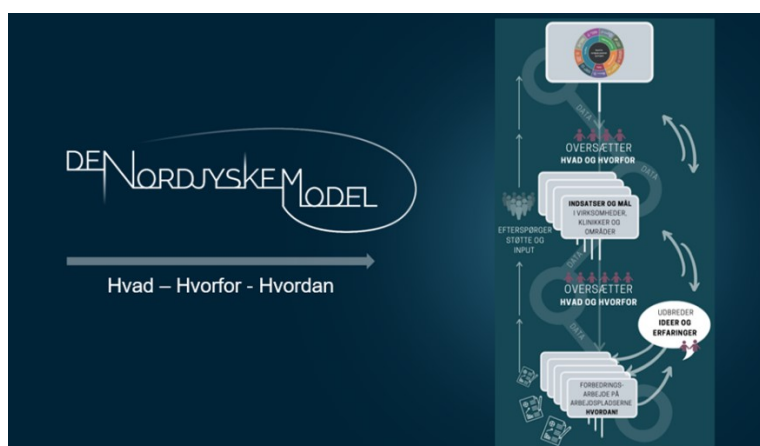 DE NORDJYSKE MODEL
Hvad – Hvorfor - Hvordan
DATA
OVERSÆTTER
HVAD OG HVORFOR
DATA
INDSATSER OG MÅL
I VIRKSOMHEDER,
KLINIKKER OG
OMRÅDER
EFTERSPØRGER
STØTTE OG
INPUT
DATA
OVERSÆTTER
HVAD OG HVORFOR
UDBREDER
IDEER OG
ERFARINGER
DATA
FORBEDRINGS-
ARBEJDE PÅ
ARBEJDSPLADSERNE
HVORDAN!